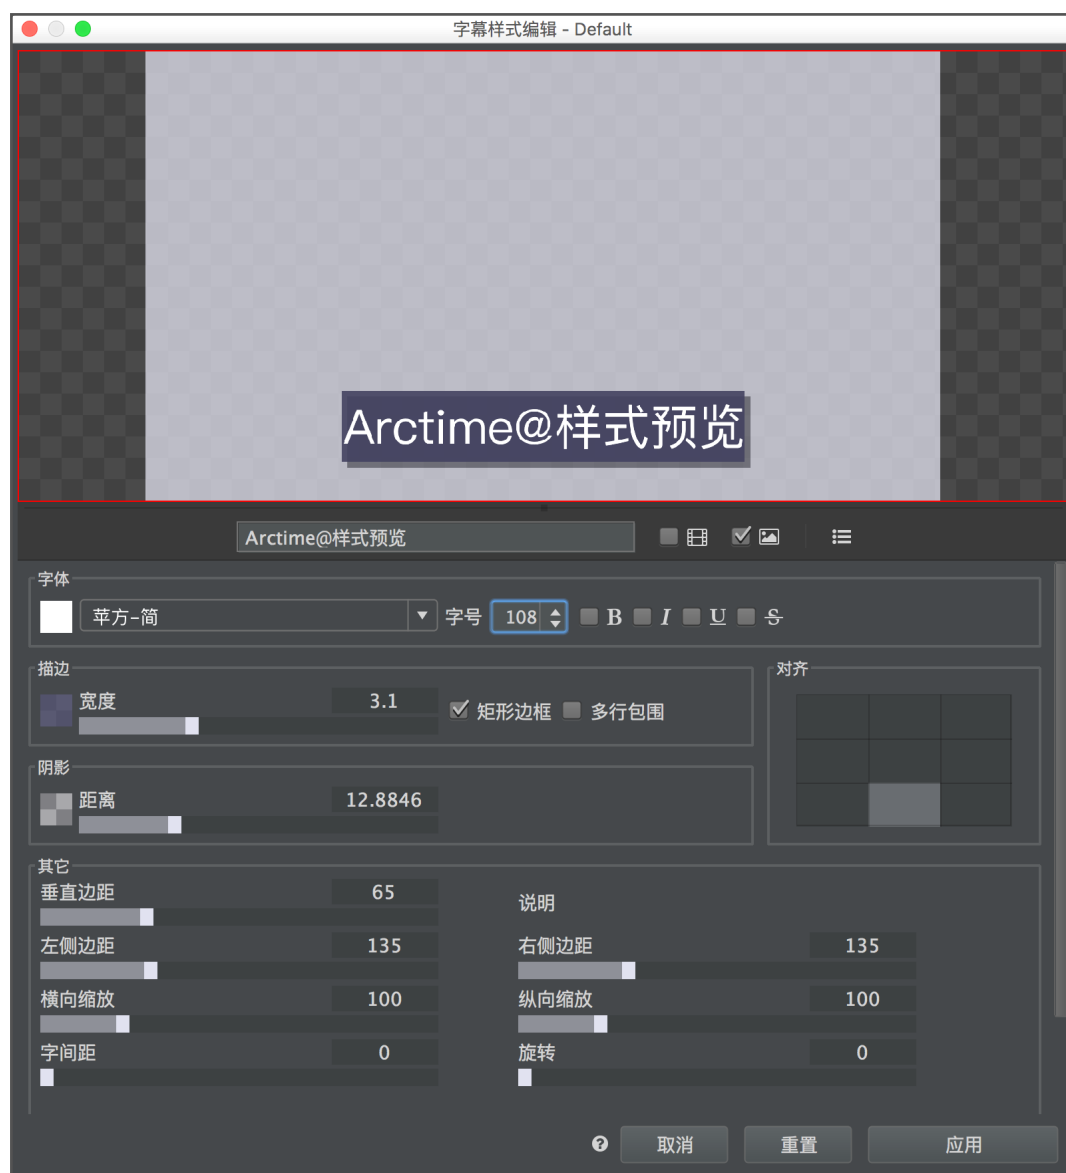 字幕样式编辑 - Default
Arctime@样式预览
Arctime@样式预览
字体
苹方-简 字号 108 B I U S
描边
宽度 3.1 矩形边框 多行包围
对齐
阴影
距离 12.8846
其它
垂直边距 65 说明
左侧边距 135 右侧边距 135
横向缩放 100 纵向缩放 100
字间距 0 旋转 0
? 取消 重置 应用